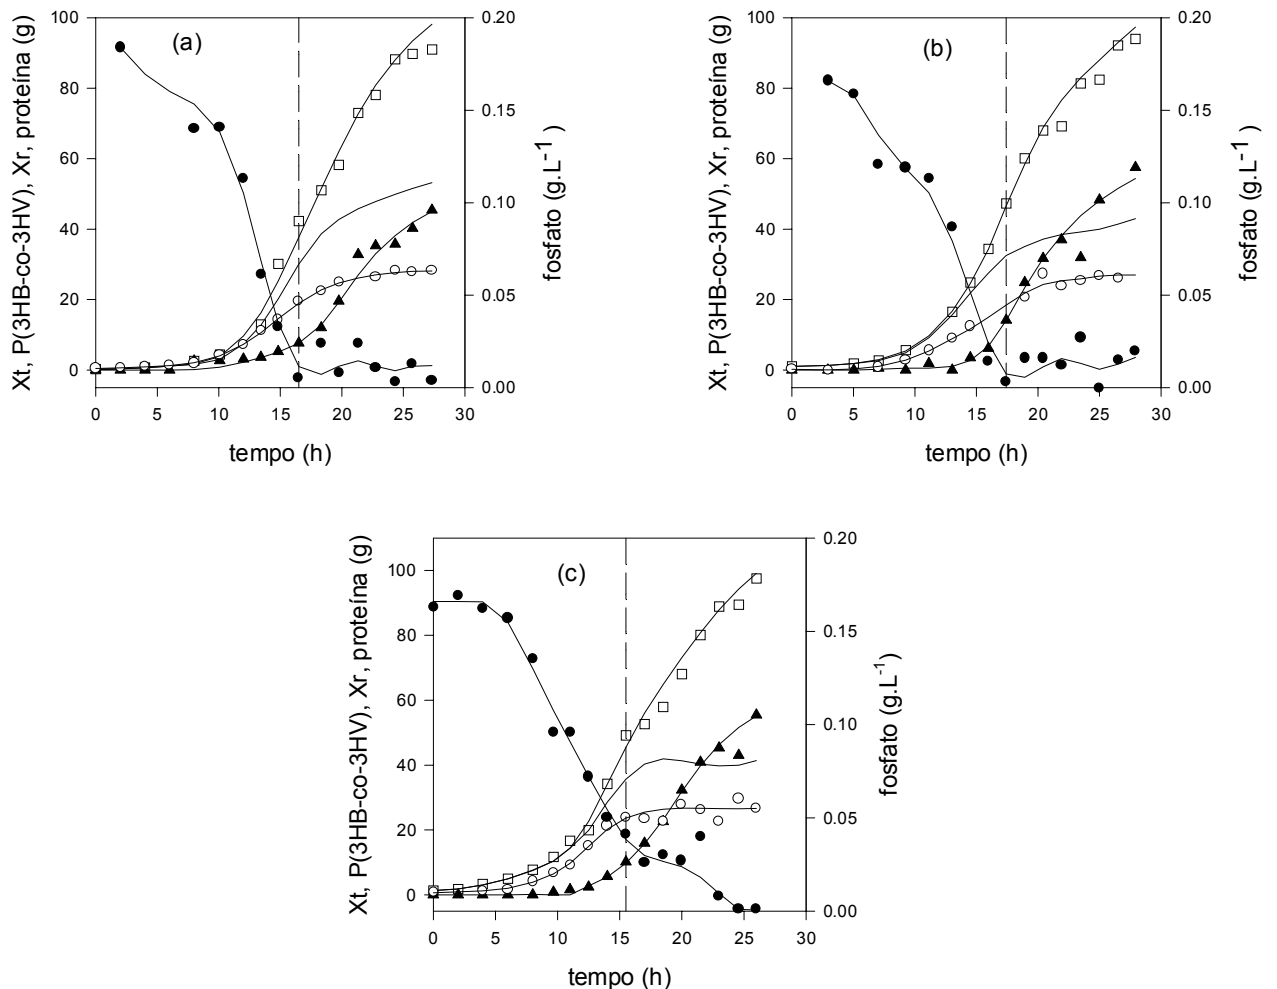 Xt, P(3HB-co-3HV), Xr, proteína (g)
100
80
60
40
20
0
(a)
0.20
0.15
0.10
0.05
0.00
fosfato (g.L-1)
0 5 10 15 20 25 30
tempo (h)
Xt, P(3HB-co-3HV), Xr, proteína (g)
100
80
60
40
20
0
(b)
0.20
0.15
0.10
0.05
0.00
fosfato (g.L-1)
0 5 10 15 20 25 30
tempo (h)
Xt, P(3HB-co-3HV), Xr, proteína (g)
100
80
60
40
20
0
(c)
0.20
0.15
0.10
0.05
0.00
fosfato (g.L-1)
0 5 10 15 20 25 30
tempo (h)